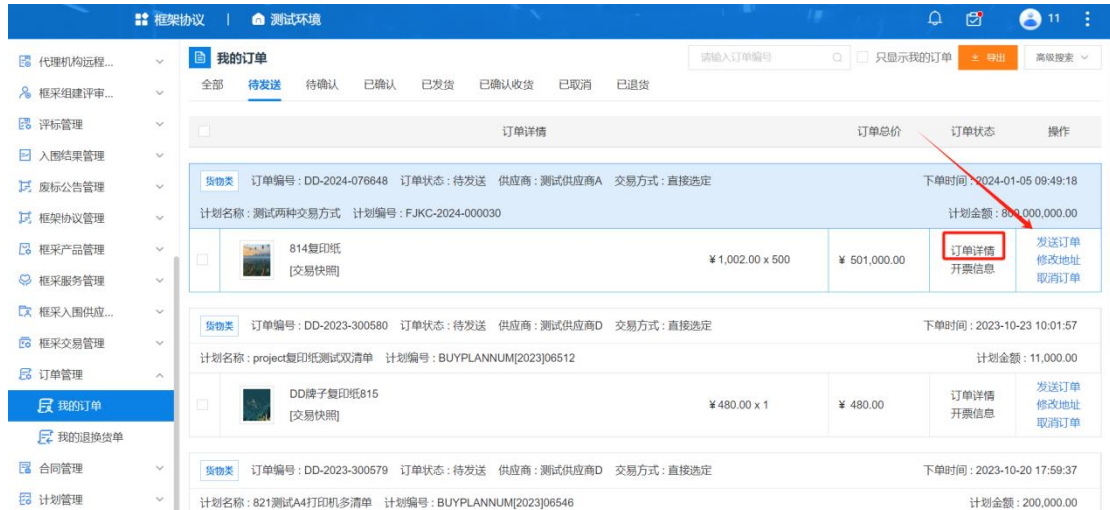 框架协议 | 测试环境 11
代理机构远程...
框采组建评审...
评标管理
入围结果管理
废标公告管理
框架协议管理
框采产品管理
框采服务管理
框采入围供应...
框采交易管理
订单管理
我的订单
我的退换货单
合同管理
计划管理
我的订单 请输入订单编号 只显示我的订单 导出 高级搜索
全部 待发送 待确认 已确认 已发货 已确认收货 已取消 已退货
订单详情 订单总价 订单状态 操作
货物类 订单编号 : DD-2024-076648 订单状态 : 待发送 供应商 : 测试供应商A 交易方式 : 直接选定 下单时间 : 2024-01-05 09:49:18
计划名称 : 测试两种交易方式 计划编号 : FJKC-2024-000030 计划金额 : 800,000,000.00
814复印纸
[交易快照]
¥ 1,002.00 x 500 ¥ 501,000.00
订单详情
开票信息
发送订单
修改地址
取消订单
货物类 订单编号 : DD-2023-300580 订单状态 : 待发送 供应商 : 测试供应商D 交易方式 : 直接选定 下单时间 : 2023-10-23 10:01:57
计划名称 : project复印纸测试双清单 计划编号 : BUYPLANNUM[2023]06512 计划金额 : 11,000.00
DD牌子复印纸815
[交易快照]
¥ 480.00 x 1 ¥ 480.00
订单详情
开票信息
发送订单
修改地址
取消订单
货物类 订单编号 : DD-2023-300579 订单状态 : 待发送 供应商 : 测试供应商D 交易方式 : 直接选定 下单时间 : 2023-10-20 17:59:37
计划名称 : 821测试A4打印机多清单 计划编号 : BUYPLANNUM[2023]06546 计划金额 : 200,000.00